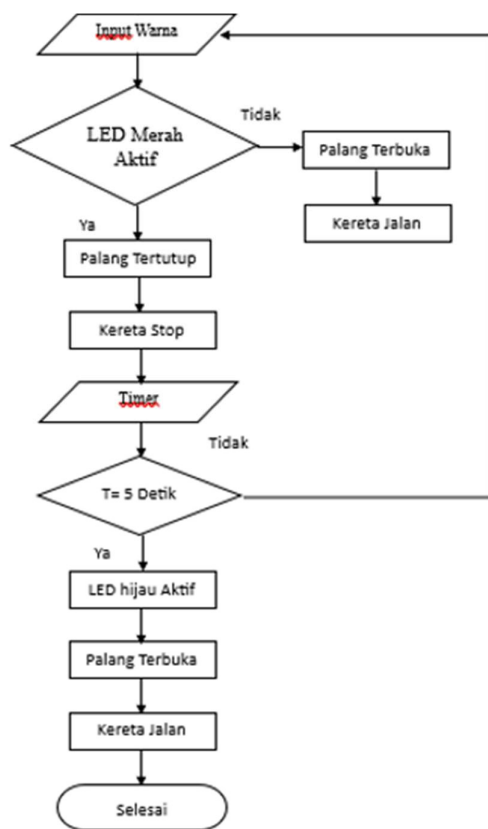 Input Warna
LED Merah
Aktif
Tidak
Palang Terbuka
Kereta Jalan
Ya
Palang Tertutup
Kereta Stop
Timer
Tidak
T= 5 Detik
Ya
LED hijau Aktif
Palang Terbuka
Kereta Jalan
Selesai